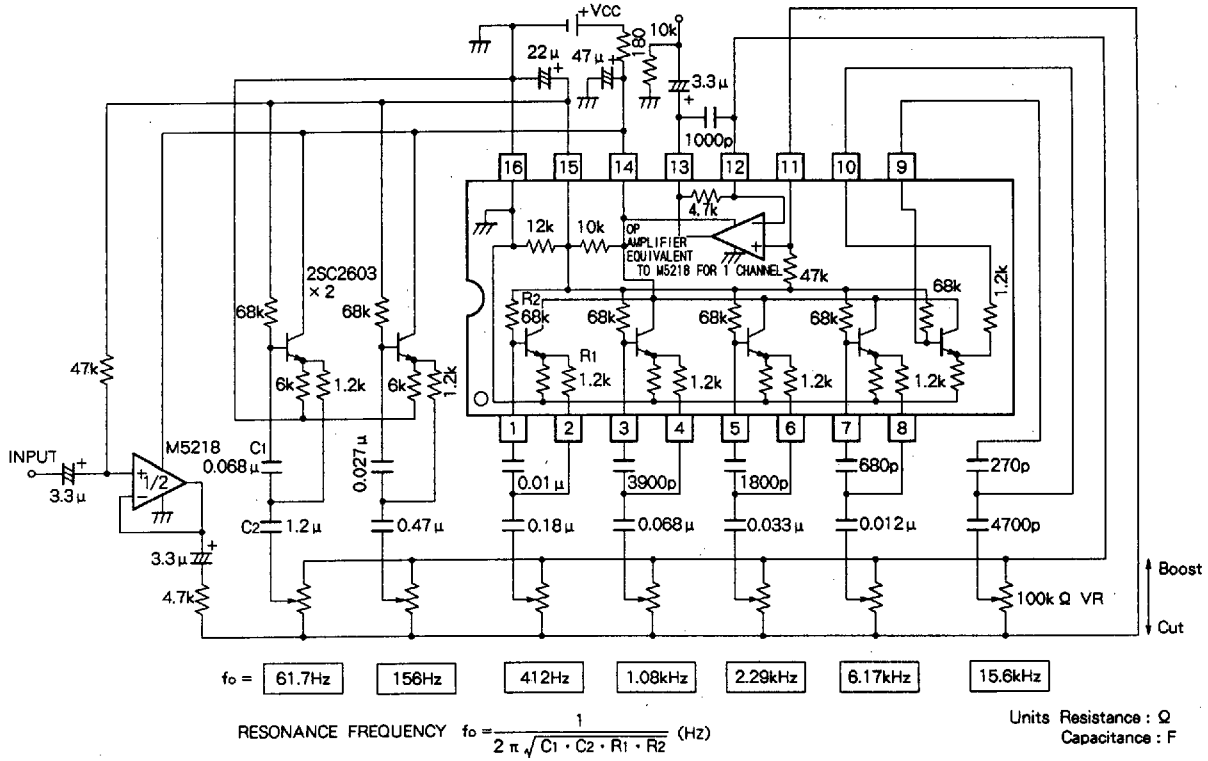 +VCC
10k
180
22μ
47μ
3.3μ
1000p
16
15
14
13
12
11
10
9
4.7k
12k
10k
OP
AMPLIFIER
EQUIVALENT
TO M5218 FOR 1 CHANNEL
47k
2SC2603
×2
68k
68k
R2
68k
68k
68k
68k
68k
1.2k
47k
6k
1.2k
6k
1.2k
R1
1.2k
1.2k
1.2k
1.2k
1
2
3
4
5
6
7
8
INPUT
3.3μ
M5218
1/2
C1
0.068μ
0.027μ
0.01μ
3900p
1800p
680p
270p
C2
1.2μ
0.47μ
0.18μ
0.068μ
0.033μ
0.012μ
4700p
3.3μ
4.7k
100kΩ VR
Boost
Cut
fo = 61.7Hz 156Hz 412Hz 1.08kHz 2.29kHz 6.17kHz 15.6kHz
RESONANCE FREQUENCY fo = 1 / 2π√C1・C2・R1・R2 (Hz)
Units Resistance : Ω
Capacitance : F